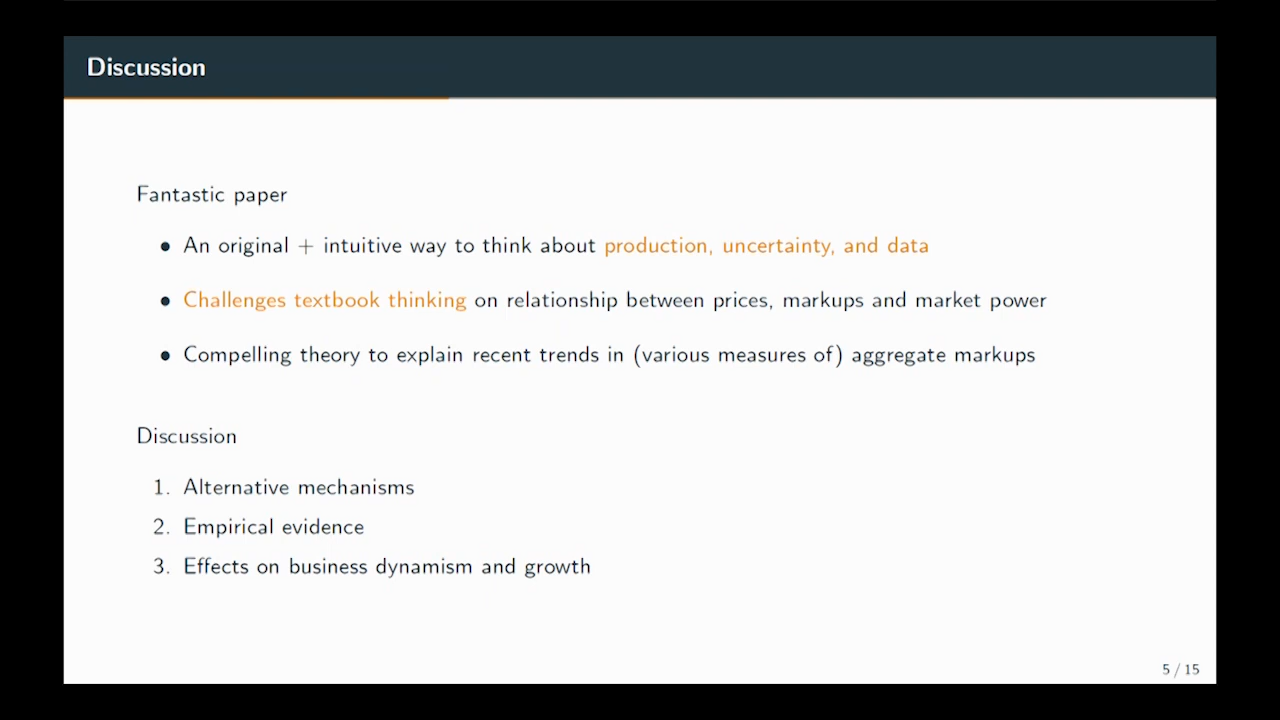 Discussion
Fantastic paper
• An original + intuitive way to think about production, uncertainty, and data
• Challenges textbook thinking on relationship between prices, markups and market power
• Compelling theory to explain recent trends in (various measures of) aggregate markups
Discussion
1. Alternative mechanisms
2. Empirical evidence
3. Effects on business dynamism and growth
5 / 15